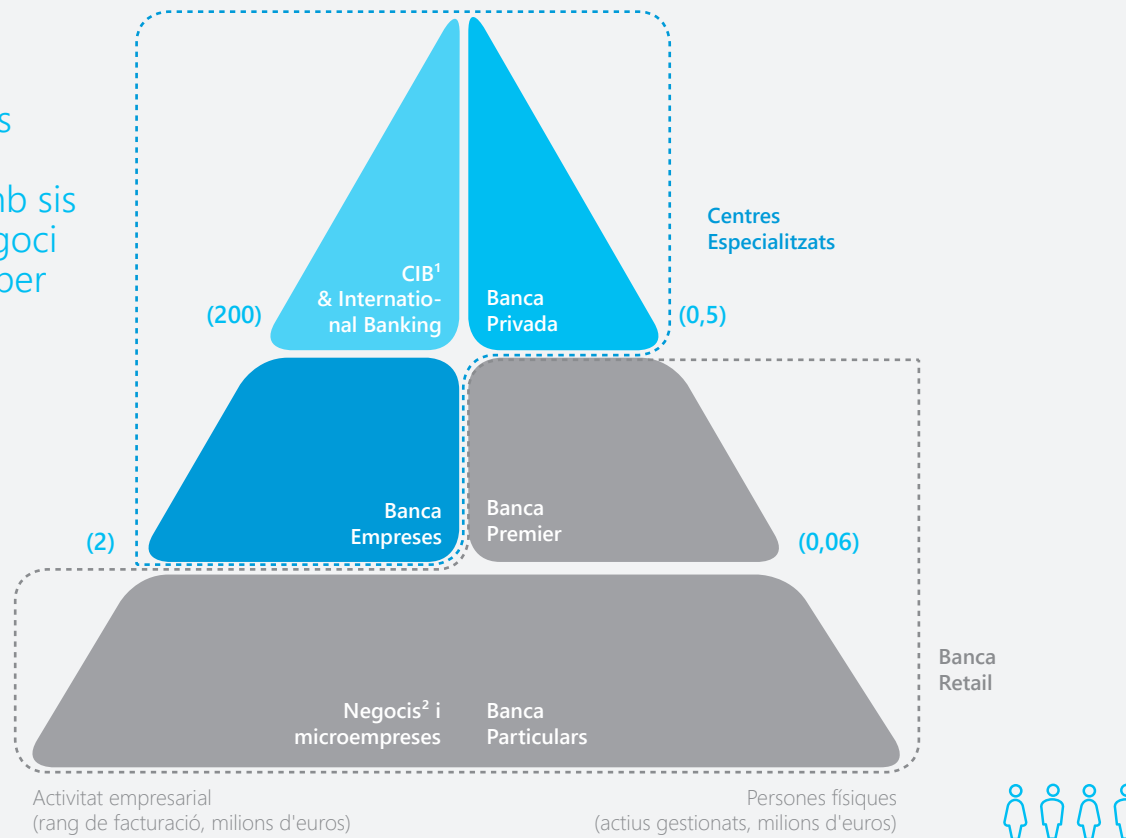 s
nb sis
goci
per
Centres
Especialitzats
CIB¹
& Internatio-
nal Banking
Banca
Privada
(200)
(0,5)
Banca
Empreses
Banca
Premier
(2)
(0,06)
Banca
Retail
Negocis² i
microempreses
Banca
Particulars
Activitat empresarial
(rang de facturació, milions d'euros)
Persones físiques
(actius gestionats, milions d'euros)